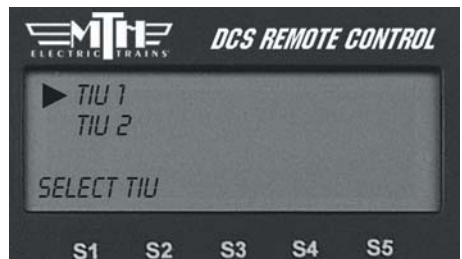 MTH
ELECTRIC TRAINS
DCS REMOTE CONTROL
TIU 1
TIU 2
SELECT TIU
S1 S2 S3 S4 S5